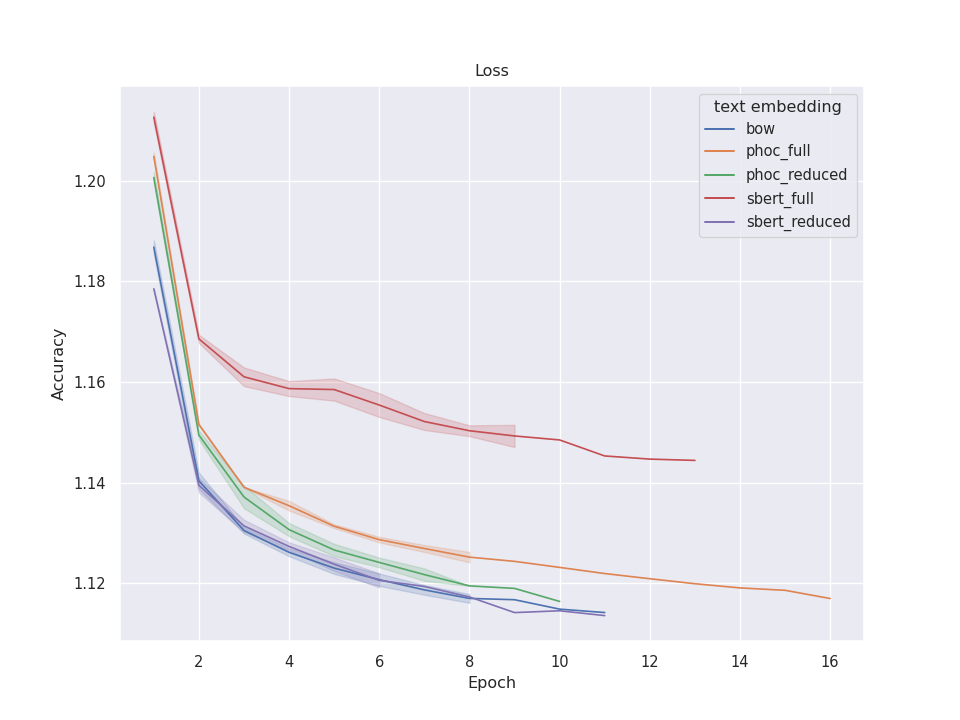 Loss
text embedding
bow
phoc_full
phoc_reduced
sbert_full
sbert_reduced
Accuracy
1.20
1.18
1.16
1.14
1.12
2 4 6 8 10 12 14 16
Epoch